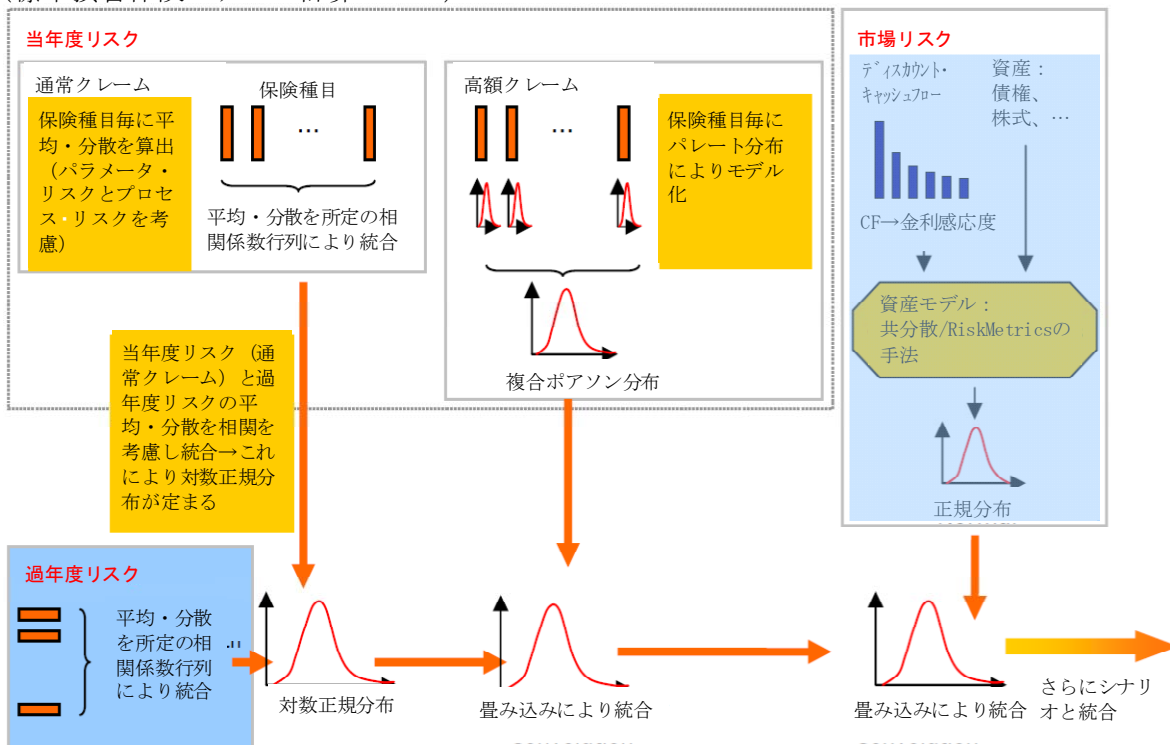 当年度リスク
通常クレーム
保険種目
保険種目毎に平
均・分散を算出
（パラメータ・
リスクとプロセ
ス・リスクを考
慮）
…
平均・分散を所定の相
関係数行列により統合
高額クレーム
…
保険種目毎に
パレート分布
によりモデル
化
複合ポアソン分布
市場リスク
ディスカウント・
キャッシュフロー
資産：
債権、
株式、…
CF→金利感応度
資産モデル：
共分散/RiskMetricsの
手法
正規分布
当年度リスク（通
常クレーム）と過
年度リスクの平
均・分散を相関を
考慮し統合→これ
により対数正規分
布が定まる
過年度リスク
平均・分散
を所定の相
関係数行列
により統合
対数正規分布
畳み込みにより統合
畳み込みにより統合
さらにシナリ
オと統合